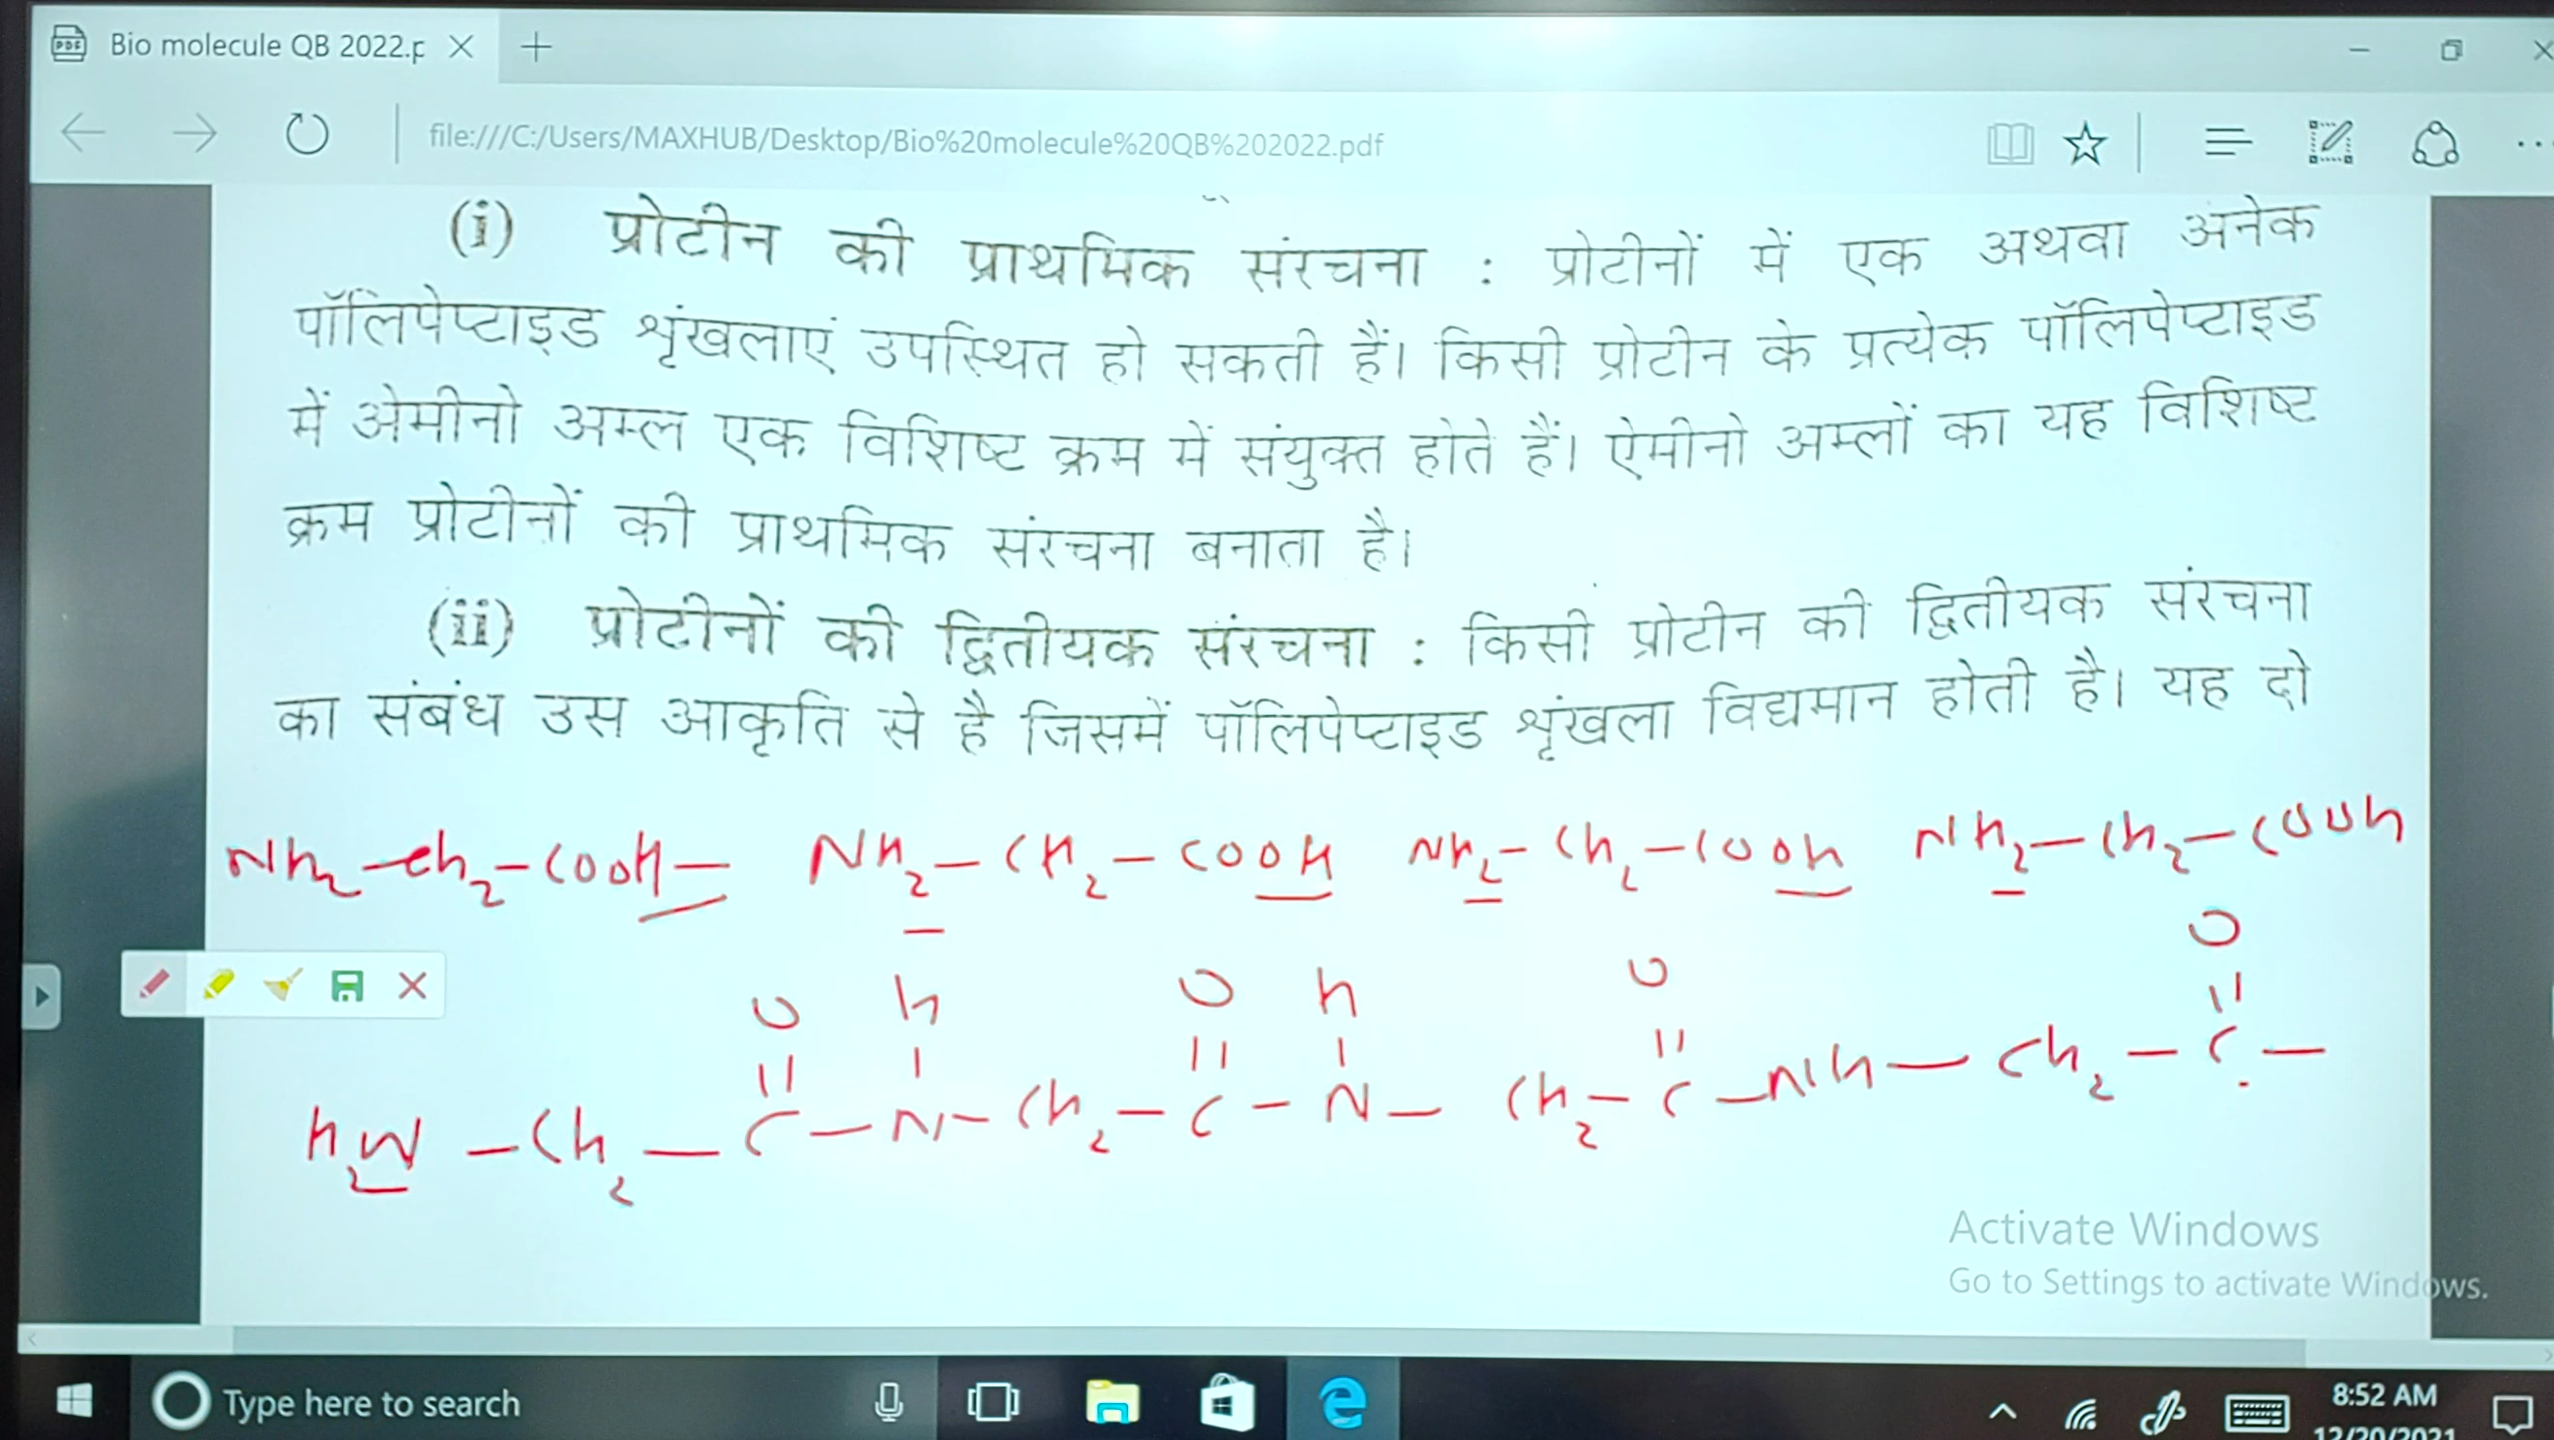 Bio molecule QB 2022.p
file:///C:/Users/MAXHUB/Desktop/Bio%20molecule%20QB%202022.pdf
(i) प्रोटीन की प्राथमिक संरचना : प्रोटीनों में एक अथवा अनेक
पॉलिपेप्टाइड श्रृंखलाएं उपस्थित हो सकती हैं। किसी प्रोटीन के प्रत्येक पॉलिपेप्टाइड
में अेमीनो अम्ल एक विशिष्ट क्रम में संयुक्त होते हैं। ऐमीनो अम्लों का यह विशिष्ट
क्रम प्रोटीनों की प्राथमिक संरचना बनाता है।
(ii) प्रोटीनों की द्वितीयक संरचना : किसी प्रोटीन की द्वितीयक संरचना
का संबंध उस आकृति से है जिसमें पॉलिपेप्टाइड श्रृंखला विद्यमान होती है। यह दो
NH2-CH2-COOH- NH2-CH2-COOH NH2-CH2-COOH NH2-CH2-COOH
O H O H O O
|| | || | || ||
H2N-CH2-C-N-CH2-C-N- CH2-C-NH-CH2-C-
Activate Windows
Go to Settings to activate Windows.
Type here to search
8:52 AM
12/20/2021